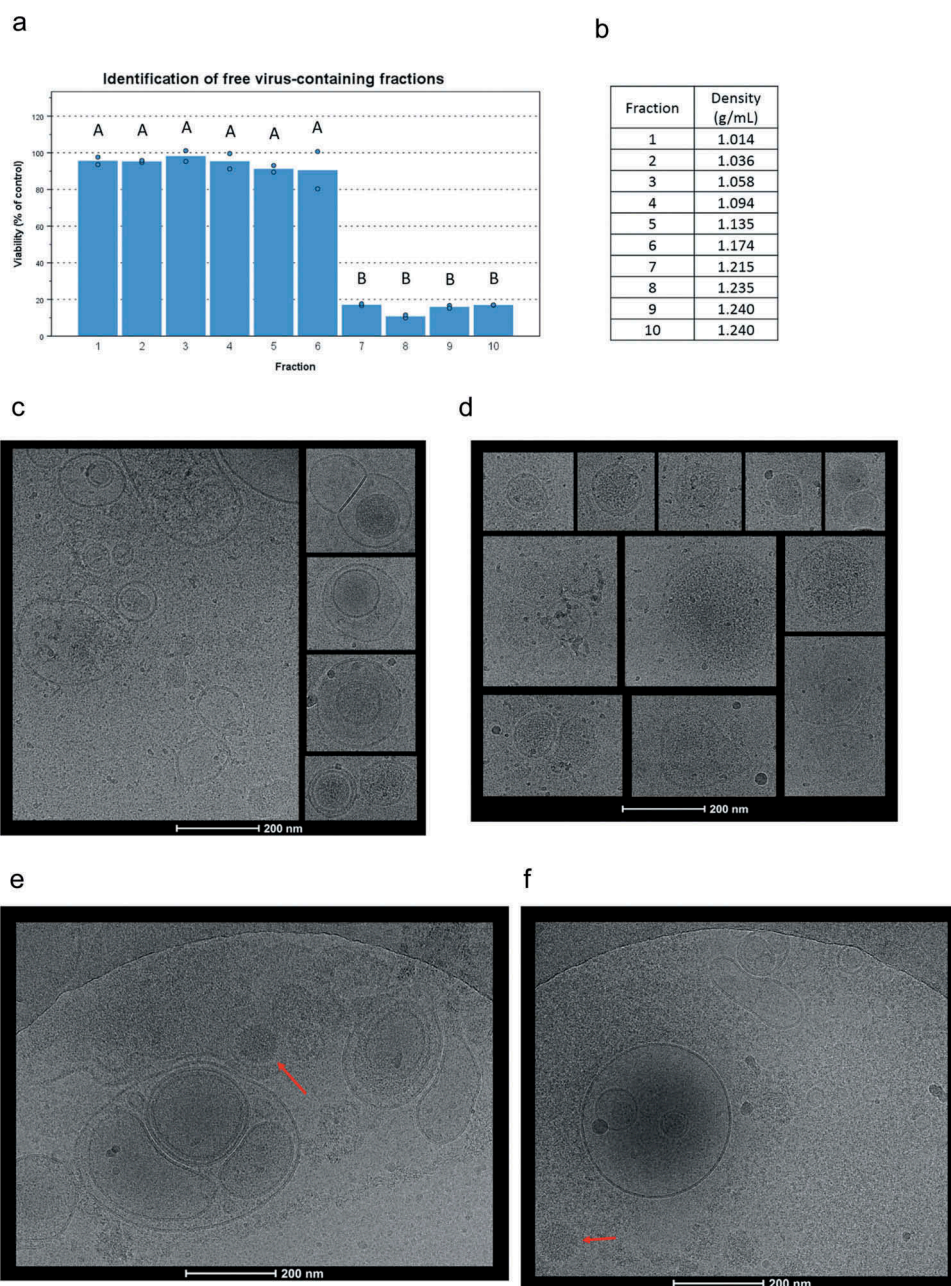 a
Identification of free virus-containing fractions
Viability (% of control)
120
100
80
60
40
20
0
A A A A A A B B B B
1 2 3 4 5 6 7 8 9 10
Fraction
b
Fraction Density (g/mL)
1 1.014
2 1.036
3 1.058
4 1.094
5 1.135
6 1.174
7 1.215
8 1.235
9 1.240
10 1.240
c
200 nm
d
200 nm
e
200 nm
f
200 nm